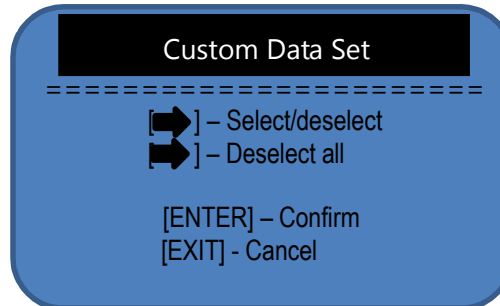 Custom Data Set
========================
[➡] – Select/deselect
[➡] – Deselect all
[ENTER] – Confirm
[EXIT] - Cancel